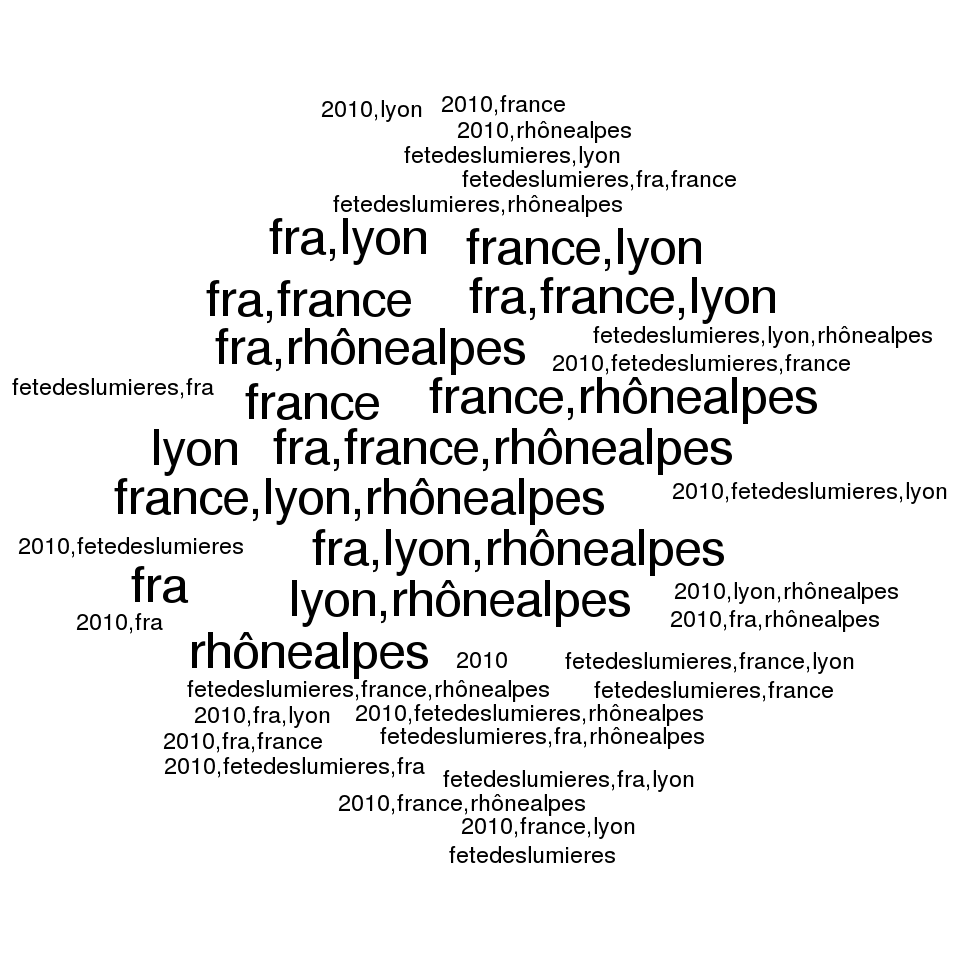 2010,lyon
2010,france
2010,rhônealpes
fetedeslumieres,lyon
fetedeslumieres,fra,france
fetedeslumieres,rhônealpes
fra,lyon
france,lyon
fra,france
fra,france,lyon
fetedeslumieres,lyon,rhônealpes
fra,rhônealpes
2010,fetedeslumieres,france
fetedeslumieres,fra
france
france,rhônealpes
lyon
fra,france,rhônealpes
france,lyon,rhônealpes
2010,fetedeslumieres,lyon
2010,fetedeslumieres
fra,lyon,rhônealpes
fra
lyon,rhônealpes
2010,lyon,rhônealpes
2010,fra
2010,fra,rhônealpes
rhônealpes
2010
fetedeslumieres,france,lyon
fetedeslumieres,france,rhônealpes
fetedeslumieres,france
2010,fra,lyon
2010,fetedeslumieres,rhônealpes
2010,fra,france
fetedeslumieres,fra,rhônealpes
2010,fetedeslumieres,fra
fetedeslumieres,fra,lyon
2010,france,rhônealpes
2010,france,lyon
fetedeslumieres